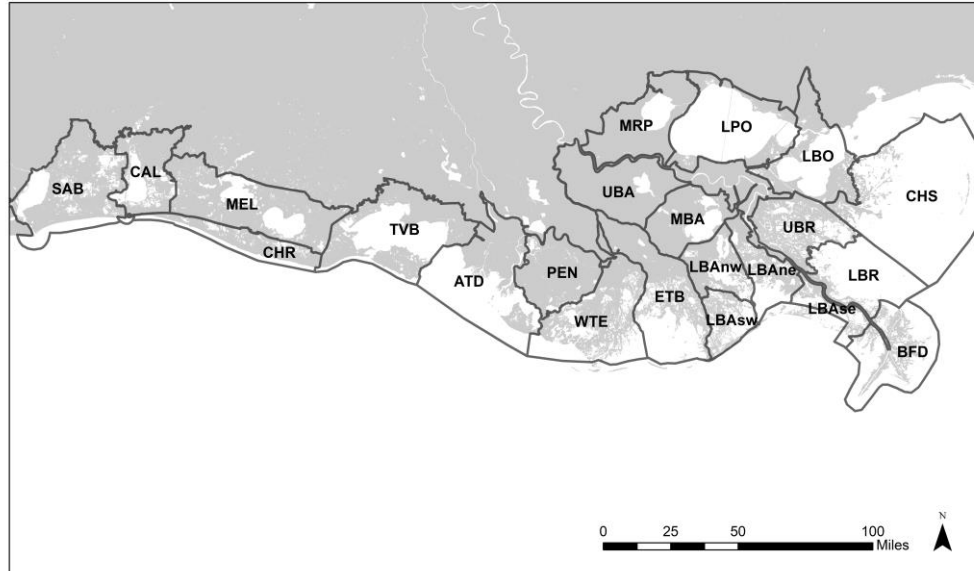 MRP
LPO
LBO
CAL
SAB
UBA
CHS
MEL
MBA
UBR
TVB
CHR
PEN
LBAnw
LBAne
LBR
ATD
ETB
LBAse
WTE
LBAsw
BFD
N
0 25 50 100
Miles